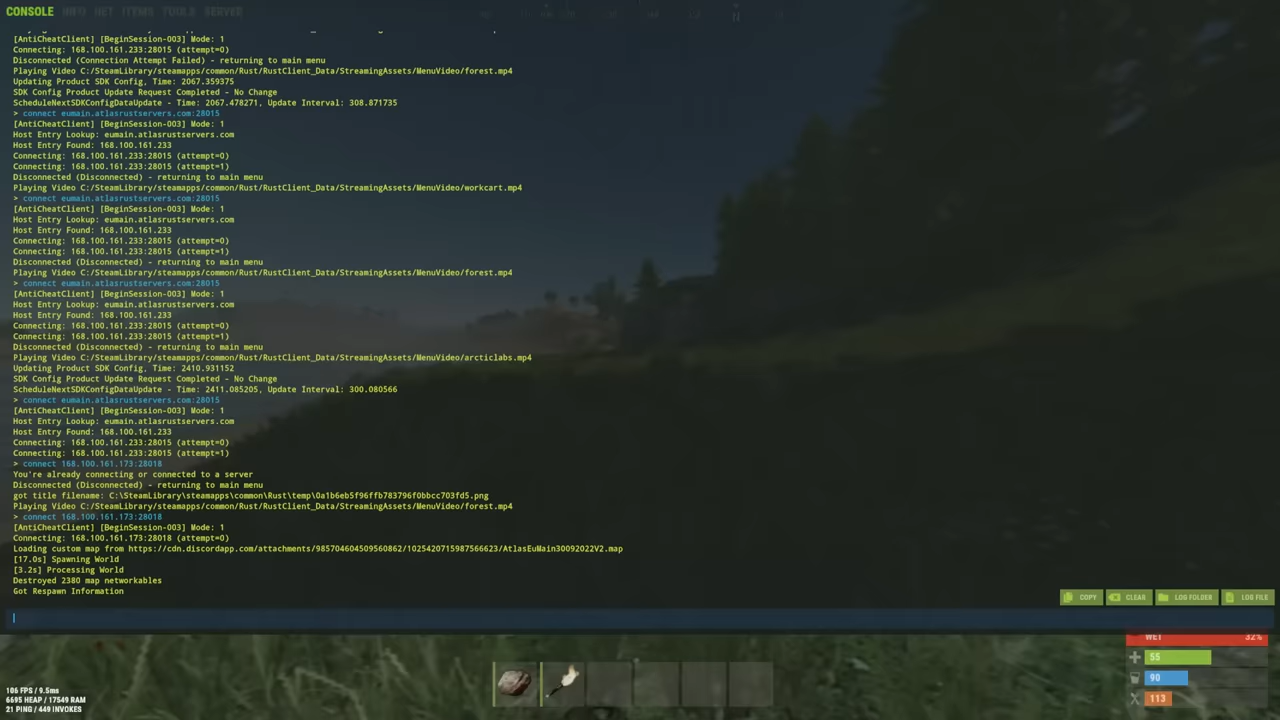 CONSOLE INFO NET ITEMS TOOLS SERVER
[AntiCheatClient] [BeginSession-003] Mode: 1
Connecting: 168.100.161.233:28015 (attempt=0)
Disconnected (Connection Attempt Failed) - returning to main menu
Playing Video C:/SteamLibrary/steamapps/common/Rust/RustClient_Data/StreamingAssets/MenuVideo/forest.mp4
Updating Product SDK Config, Time: 2067.359375
SDK Config Product Update Request Completed - No Change
ScheduleNextSDKConfigDataUpdate - Time: 2067.478271, Update Interval: 308.871735
> connect eumain.atlasrustservers.com:28015
[AntiCheatClient] [BeginSession-003] Mode: 1
Host Entry Lookup: eumain.atlasrustservers.com
Host Entry Found: 168.100.161.233
Connecting: 168.100.161.233:28015 (attempt=0)
Connecting: 168.100.161.233:28015 (attempt=1)
Disconnected (Disconnected) - returning to main menu
Playing Video C:/SteamLibrary/steamapps/common/Rust/RustClient_Data/StreamingAssets/MenuVideo/workcart.mp4
> connect eumain.atlasrustservers.com:28015
[AntiCheatClient] [BeginSession-003] Mode: 1
Host Entry Lookup: eumain.atlasrustservers.com
Host Entry Found: 168.100.161.233
Connecting: 168.100.161.233:28015 (attempt=0)
Connecting: 168.100.161.233:28015 (attempt=1)
Disconnected (Disconnected) - returning to main menu
Playing Video C:/SteamLibrary/steamapps/common/Rust/RustClient_Data/StreamingAssets/MenuVideo/forest.mp4
> connect eumain.atlasrustservers.com:28015
[AntiCheatClient] [BeginSession-003] Mode: 1
Host Entry Lookup: eumain.atlasrustservers.com
Host Entry Found: 168.100.161.233
Connecting: 168.100.161.233:28015 (attempt=0)
Connecting: 168.100.161.233:28015 (attempt=1)
Disconnected (Disconnected) - returning to main menu
Playing Video C:/SteamLibrary/steamapps/common/Rust/RustClient_Data/StreamingAssets/MenuVideo/arcticlabs.mp4
Updating Product SDK Config, Time: 2410.931152
SDK Config Product Update Request Completed - No Change
ScheduleNextSDKConfigDataUpdate - Time: 2411.085205, Update Interval: 300.080566
> connect eumain.atlasrustservers.com:28015
[AntiCheatClient] [BeginSession-003] Mode: 1
Host Entry Lookup: eumain.atlasrustservers.com
Host Entry Found: 168.100.161.233
Connecting: 168.100.161.233:28015 (attempt=0)
Connecting: 168.100.161.233:28015 (attempt=1)
> connect 168.100.161.173:28018
You're already connecting or connected to a server
Disconnected (Disconnected) - returning to main menu
got title filename: C:\SteamLibrary\steamapps\common\Rust\temp\0a1b6eb5f96ffb783796f0bbcc703fd5.png
Playing Video C:/SteamLibrary/steamapps/common/Rust/RustClient_Data/StreamingAssets/MenuVideo/forest.mp4
> connect 168.100.161.173:28018
[AntiCheatClient] [BeginSession-003] Mode: 1
Connecting: 168.100.161.173:28018 (attempt=0)
Loading custom map from https://cdn.discordapp.com/attachments/985704604509560862/1025420715987566623/AtlasEuMain30092022V2.map
[17.0s] Spawning World
[3.2s] Processing World
Destroyed 2380 map networkables
Got Respawn Information
COPY CLEAR LOG FOLDER LOG FILE
WET 32%
55
90
113
106 FPS / 9.5ms
6695 HEAP / 17549 RAM
21 PING / 449 INVOKES